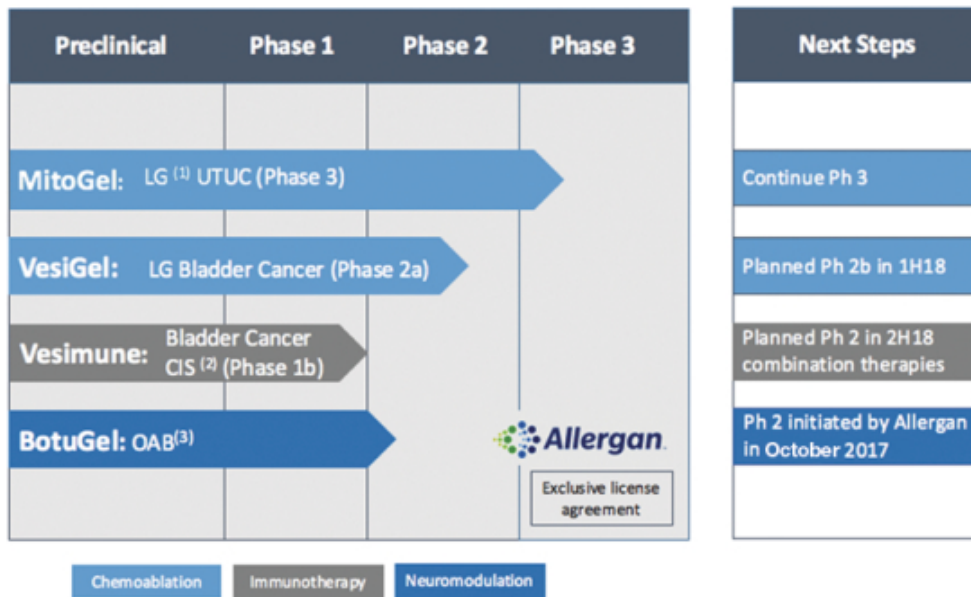 Preclinical Phase 1 Phase 2 Phase 3 Next Steps
MitoGel: LG (1) UTUC (Phase 3) Continue Ph 3
VesiGel: LG Bladder Cancer (Phase 2a) Planned Ph 2b in 1H18
Vesimune: Bladder Cancer
CIS (2) (Phase 1b)
Planned Ph 2 in 2H18
combination therapies
BotuGel: OAB(3)
Allergan.
Exclusive license
agreement
Ph 2 initiated by Allergan
in October 2017
Chemoablation Immunotherapy Neuromodulation